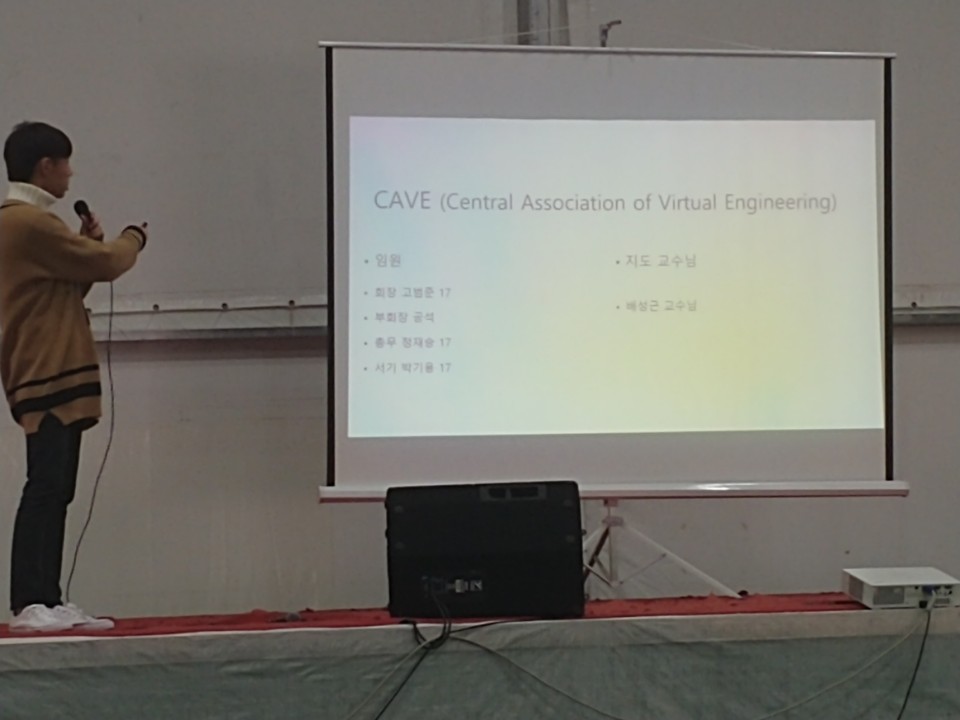 CAVE (Central Association of Virtual Engineering)
• 임원
• 회장 고범준 17
• 부회장 공석
• 총무 정재승 17
• 서기 박기용 17
• 지도 교수님
• 배성근 교수님